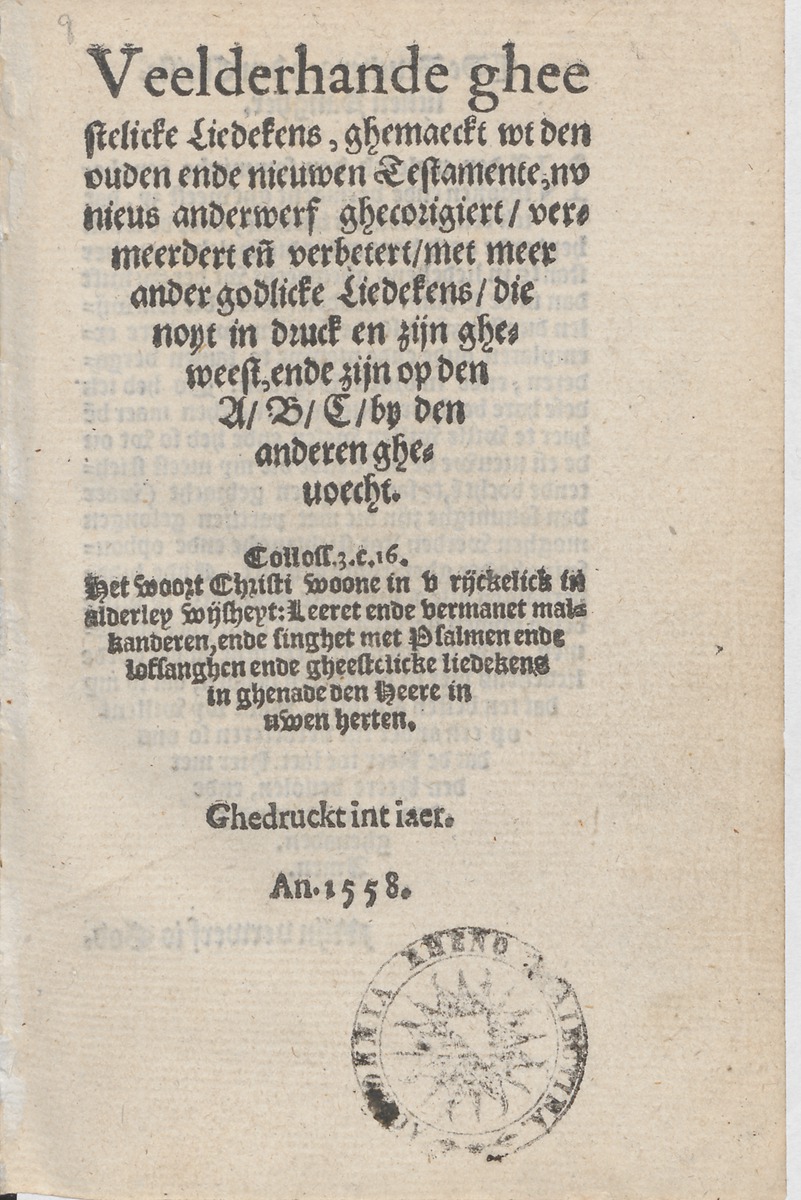 9
Veelderhande ghee
stelicke Liedekens, ghemaeckt wt den
ouden ende nieuwen Testamente, nv
nieus anderwerf ghecorigiert / ver-
meerdert eñ verbetert / met meer
ander godlicke Liedekens / die
noyt in druck en zijn ghe-
weest, ende zijn op den
A / B / C / by den
anderen ghe-
uoecht.
Colloss.3.c.16.
Het woort Christi woone in v rijckelick in
alderley wijsheyt: Leeret ende vermanet mal-
kanderen, ende singhet met Psalmen ende
lofsanghen ende gheestelicke liedekens
in ghenade den Heere in
uwen herten.
Ghedruckt int iaer.
An. 1558.